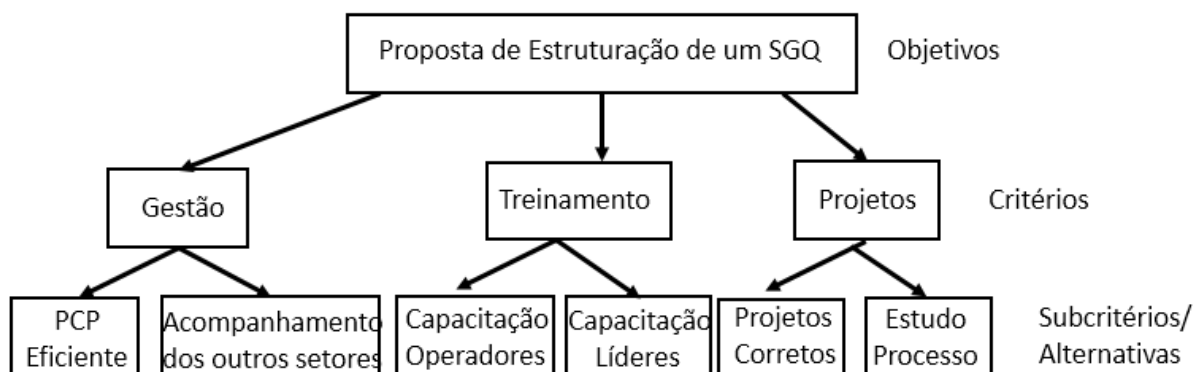 Proposta de Estruturação de um SGQ
Objetivos
Gestão
Treinamento
Projetos
Critérios
PCP
Eficiente
Acompanhamento
dos outros setores
Capacitação
Operadores
Capacitação
Líderes
Projetos
Corretos
Estudo
Processo
Subcritérios/
Alternativas